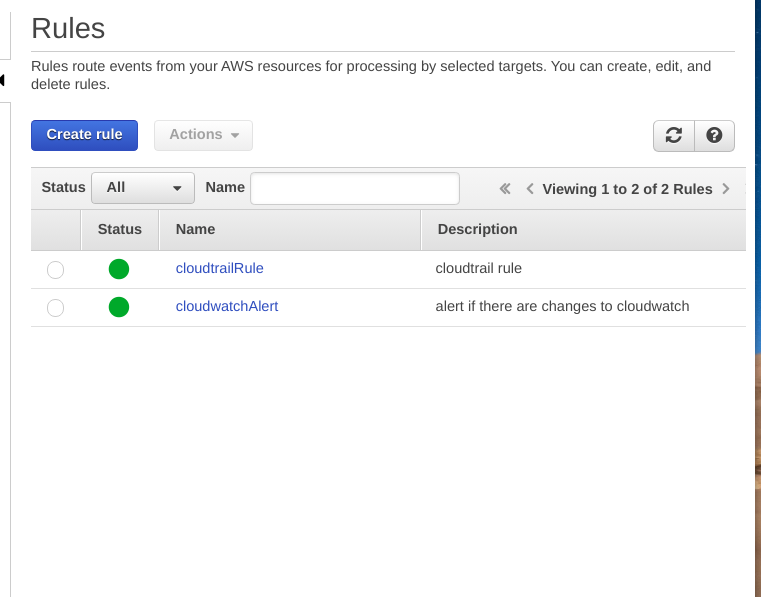 Rules
Rules route events from your AWS resources for processing by selected targets. You can create, edit, and
delete rules.
Create rule Actions
Status All Name Viewing 1 to 2 of 2 Rules
Status Name Description
cloudtrailRule cloudtrail rule
cloudwatchAlert alert if there are changes to cloudwatch